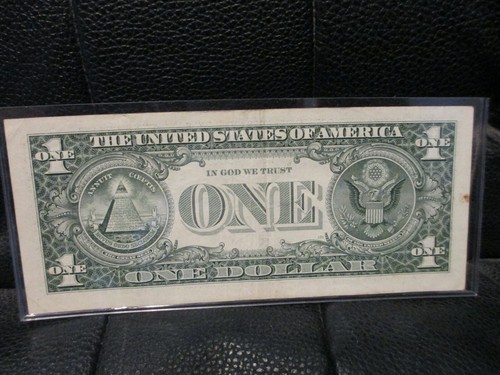 THE UNITED STATES OF AMERICA
1 ONE
1 ONE
ANNUIT CŒPTIS
IN GOD WE TRUST
ONE
1 ONE
1 ONE
ONE DOLLAR